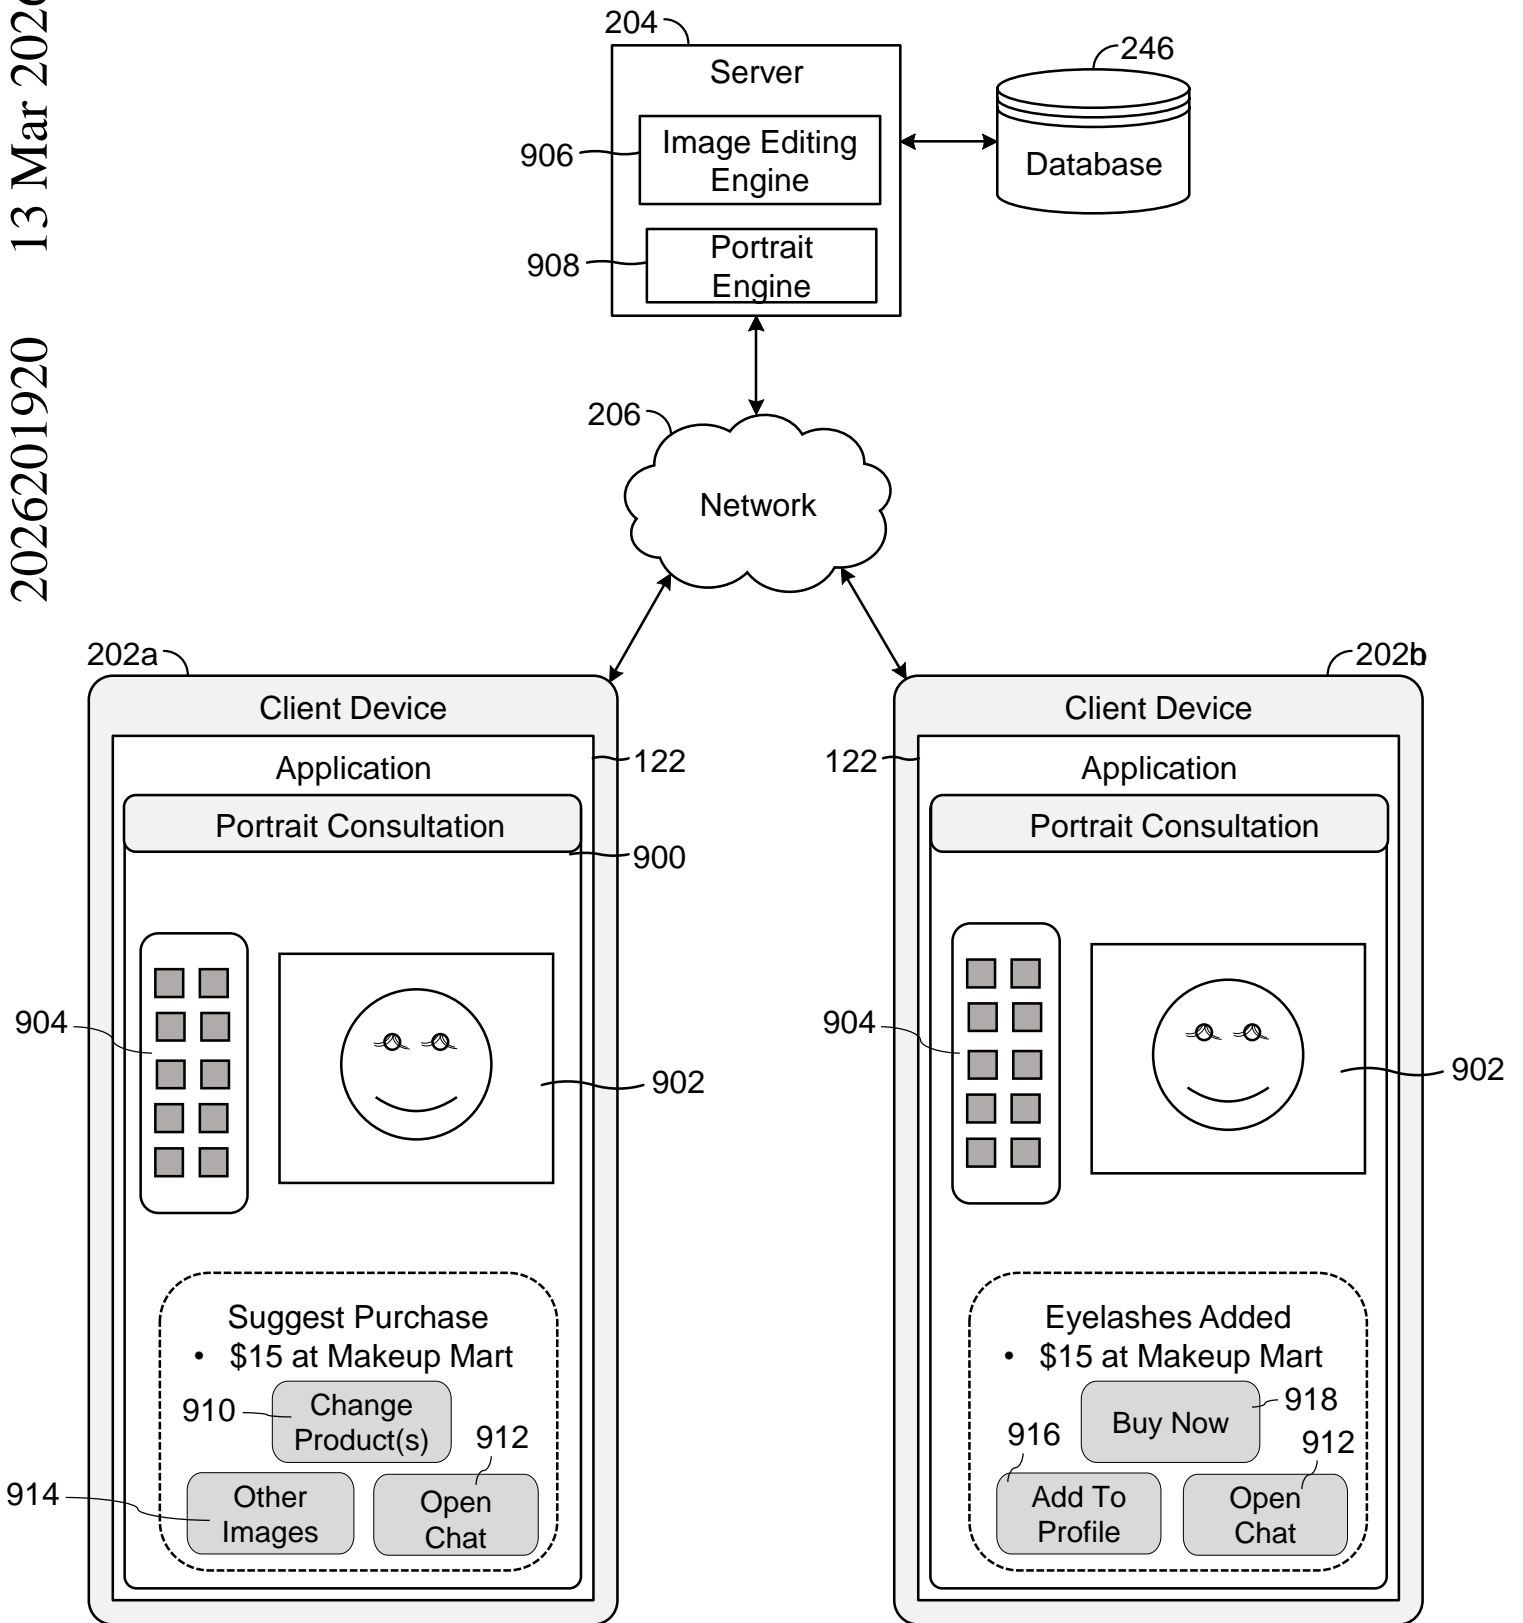 13 Mar 2026
2026201920
204
Server
246
906
Image Editing
Engine
Database
908
Portrait
Engine
206
Network
202a
Client Device
Application
122
Portrait Consultation
900
904
902
Suggest Purchase
• $15 at Makeup Mart
910
Change
Product(s)
912
914
Other
Images
Open
Chat
202b
Client Device
122
Application
Portrait Consultation
904
902
Eyelashes Added
• $15 at Makeup Mart
918
Buy Now
916
912
Add To
Profile
Open
Chat